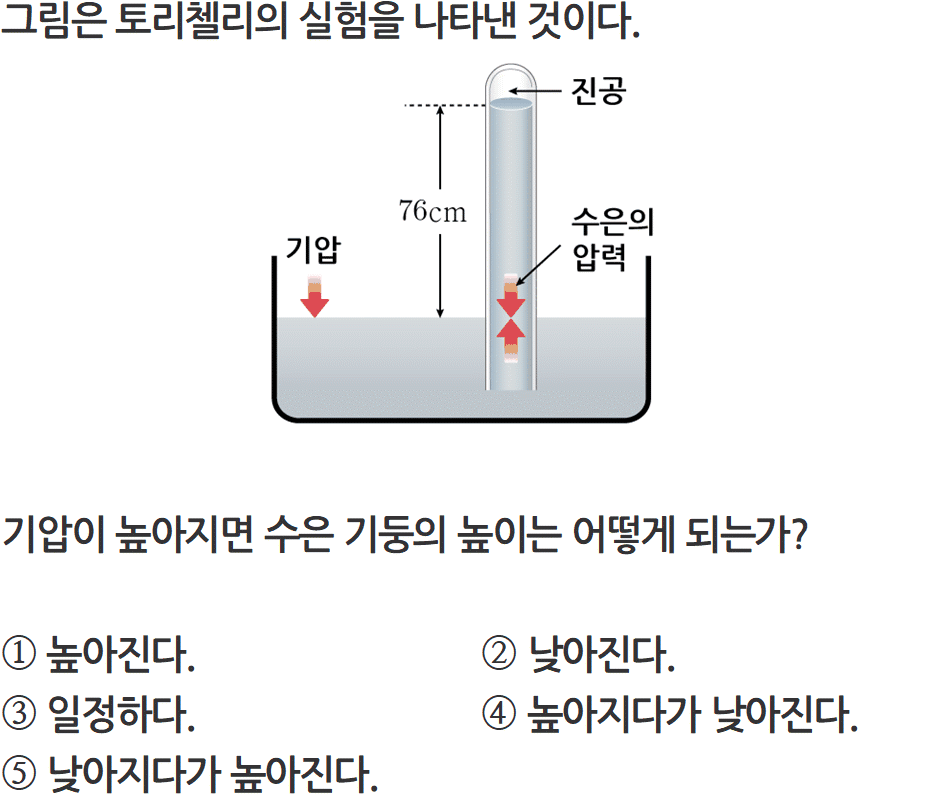 그림은 토리첼리의 실험을 나타낸 것이다.
진공
76cm
수은의
압력
기압
기압이 높아지면 수은 기둥의 높이는 어떻게 되는가?
① 높아진다. ② 낮아진다.
③ 일정하다. ④ 높아지다가 낮아진다.
⑤ 낮아지다가 높아진다.